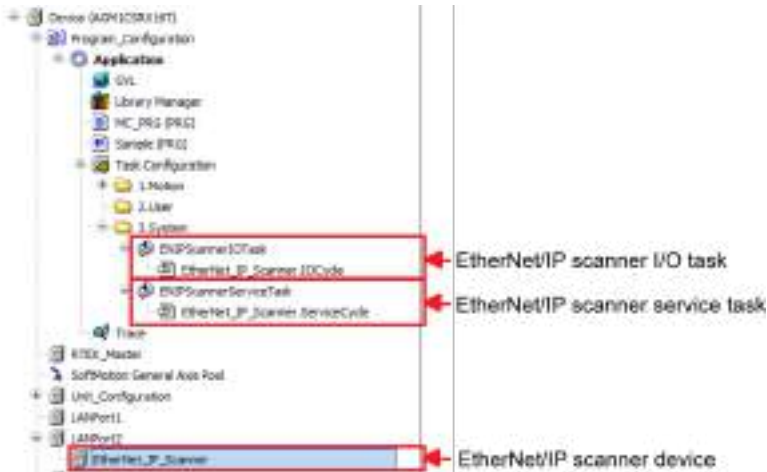 Device (AGM1CSRX16T)
Program_Configuration
Application
GVL
Library Manager
MC_PRG (PRG)
Sample (PRG)
Task Configuration
1.Motion
2.User
3.System
ENIPScannerIOTask
EtherNet_IP_Scanner.IOCycle
EtherNet/IP scanner I/O task
ENIPScannerServiceTask
EtherNet_IP_Scanner.ServiceCycle
EtherNet/IP scanner service task
Trace
RTEX_Master
SoftMotion General Axis Pool
Unit_Configuration
LANPort1
LANPort2
EtherNet_IP_Scanner
EtherNet/IP scanner device